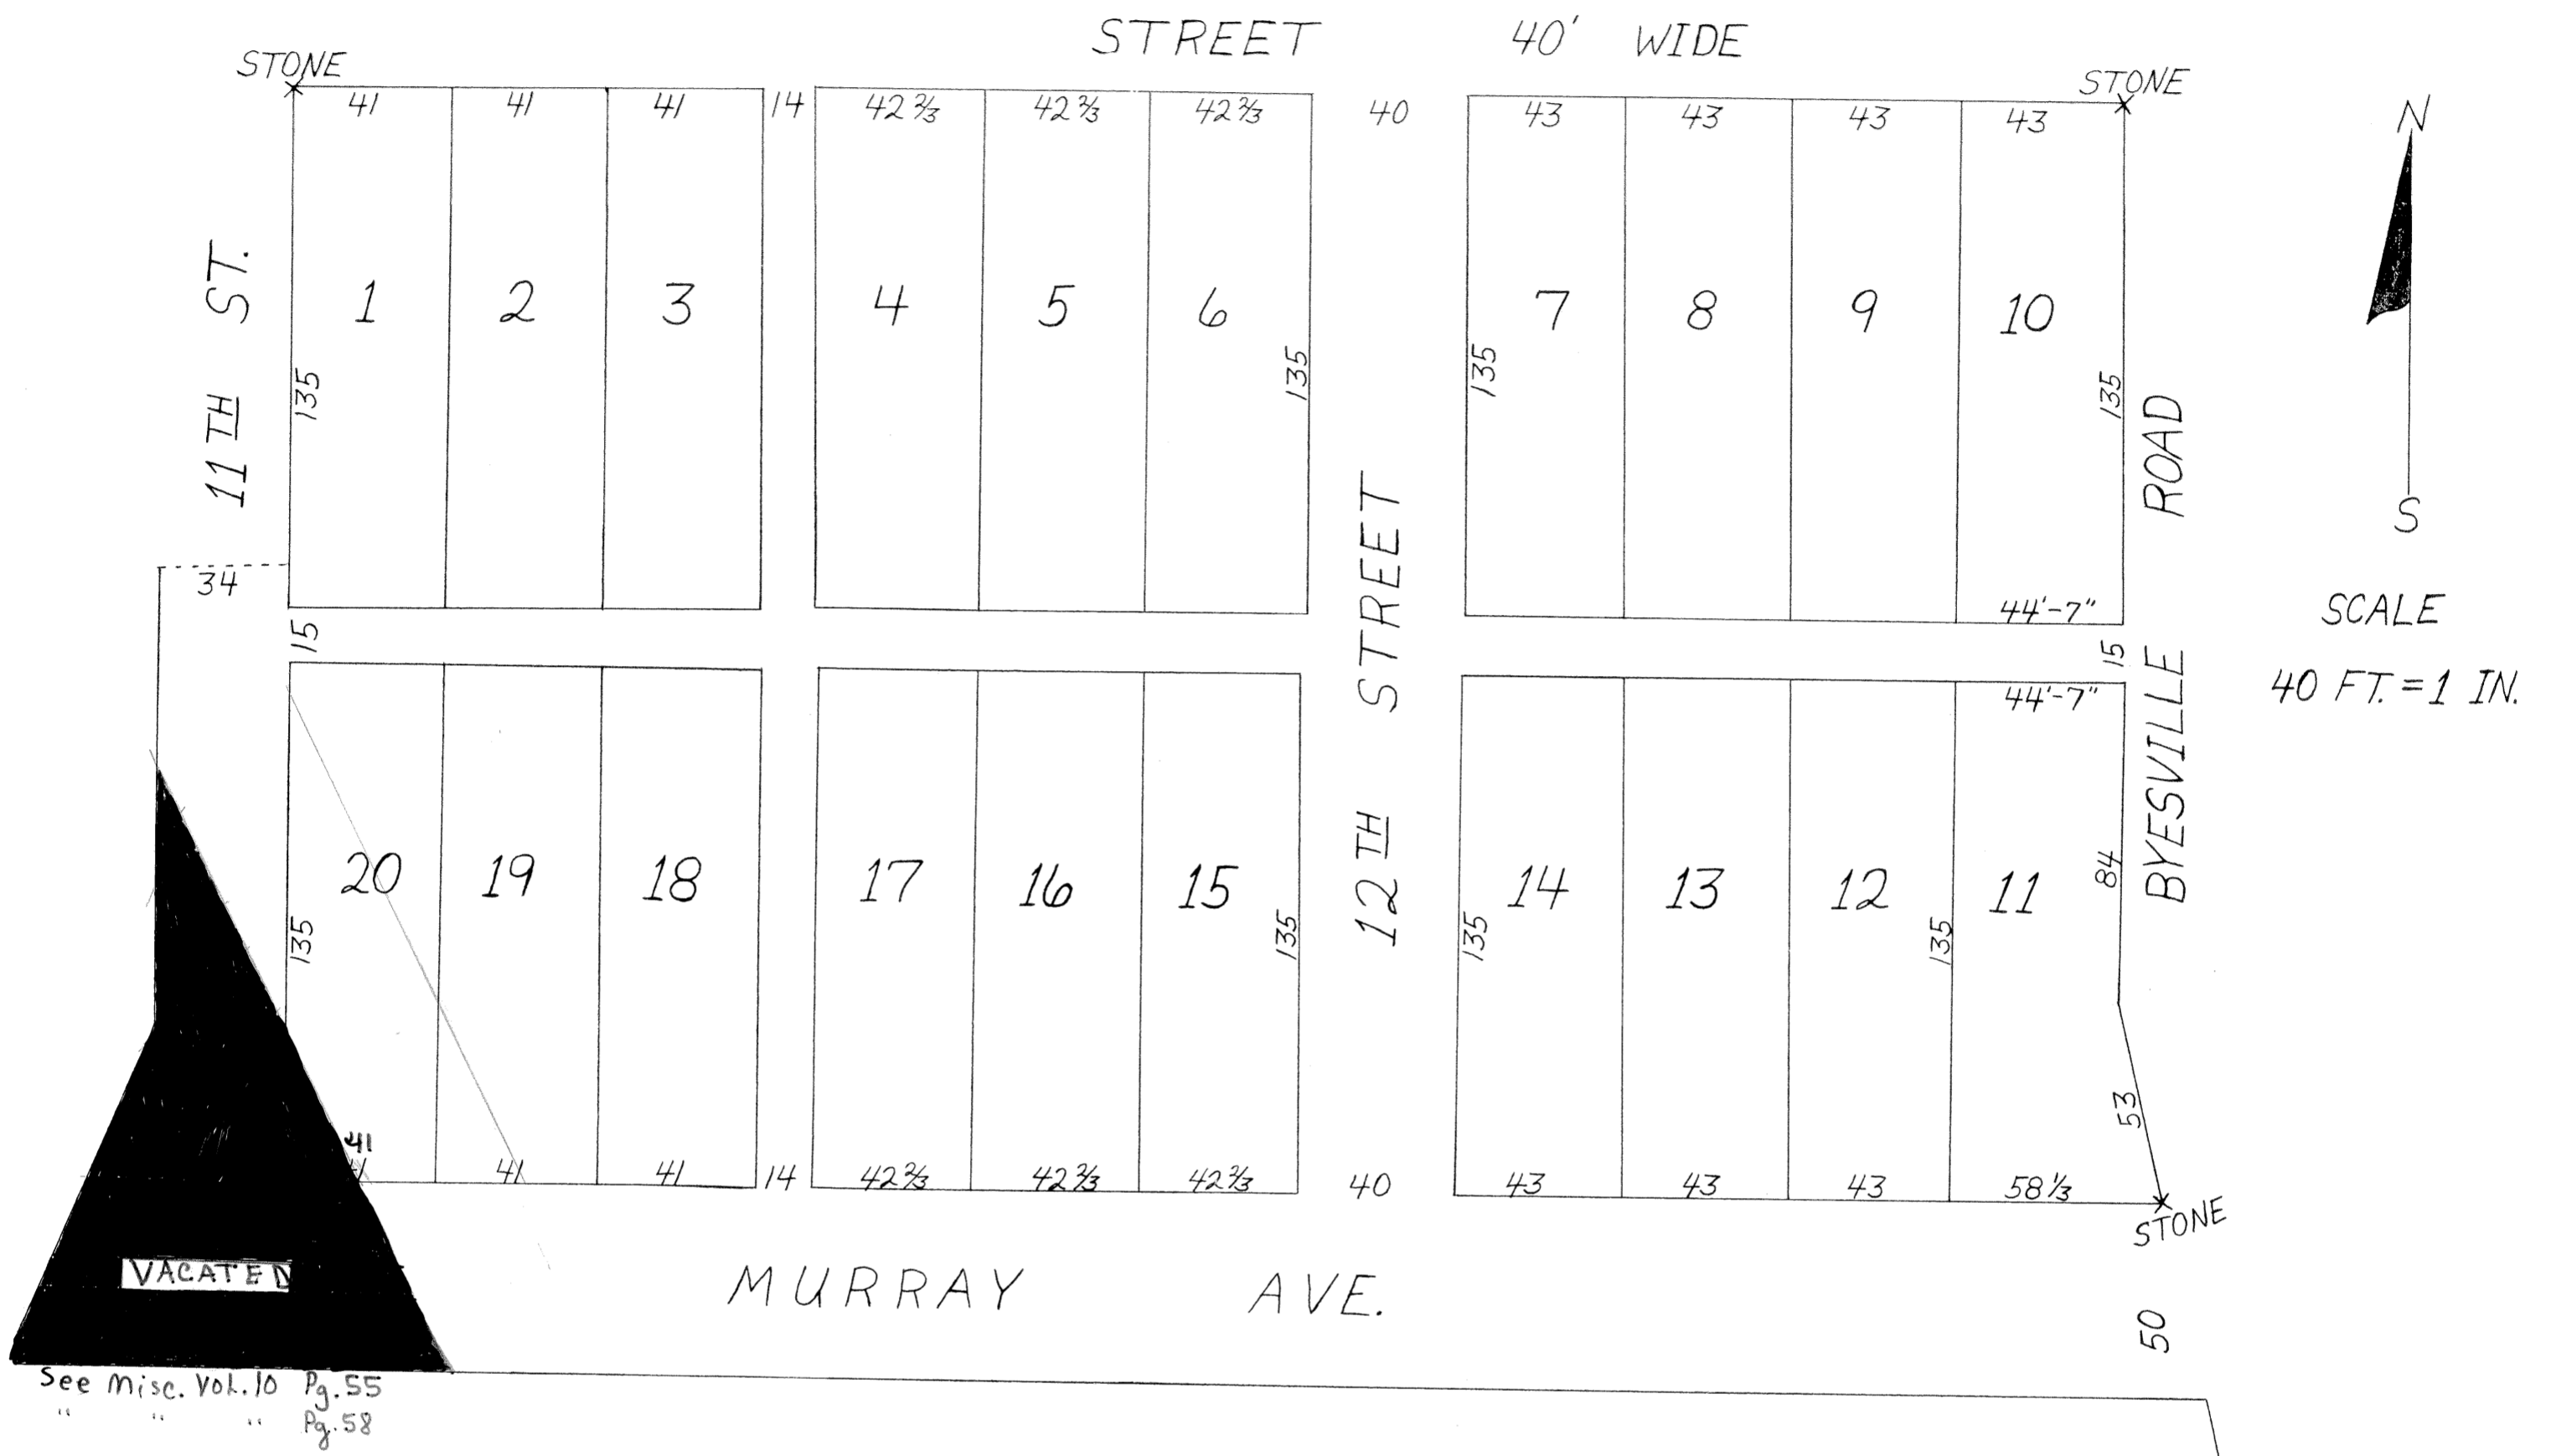 STREET 40' WIDE
STONE STONE
41 41 41 14 42⅔ 42⅔ 42⅔ 40 43 43 43 43
N
11TH ST.
1 2 3 4 5 6 7 8 9 10
135 135 135 135
BYESVILLE ROAD
S
34
44'-7"
SCALE
40 FT. = 1 IN.
15 15
44'-7"
12TH STREET
20 19 18 17 16 15 14 13 12 11
84
135 135 135 135
53
41
41 41 41 14 42⅔ 42⅔ 42⅔ 40 43 43 43 58⅓
STONE
VACATED
MURRAY AVE.
50
See Misc. Vol. 10 Pg. 55
" " " Pg. 58